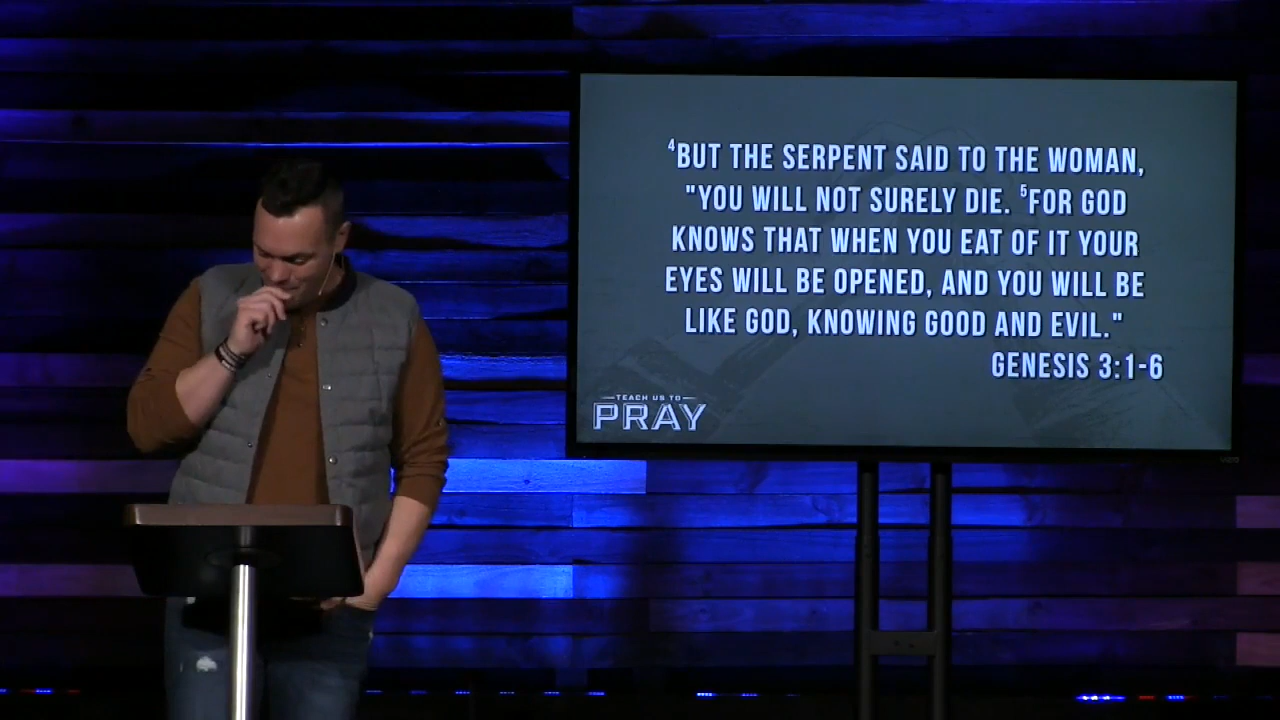 ⁴BUT THE SERPENT SAID TO THE WOMAN,
"YOU WILL NOT SURELY DIE. ⁵FOR GOD
KNOWS THAT WHEN YOU EAT OF IT YOUR
EYES WILL BE OPENED, AND YOU WILL BE
LIKE GOD, KNOWING GOOD AND EVIL."
GENESIS 3:1-6
TEACH US TO
PRAY
VIZIO